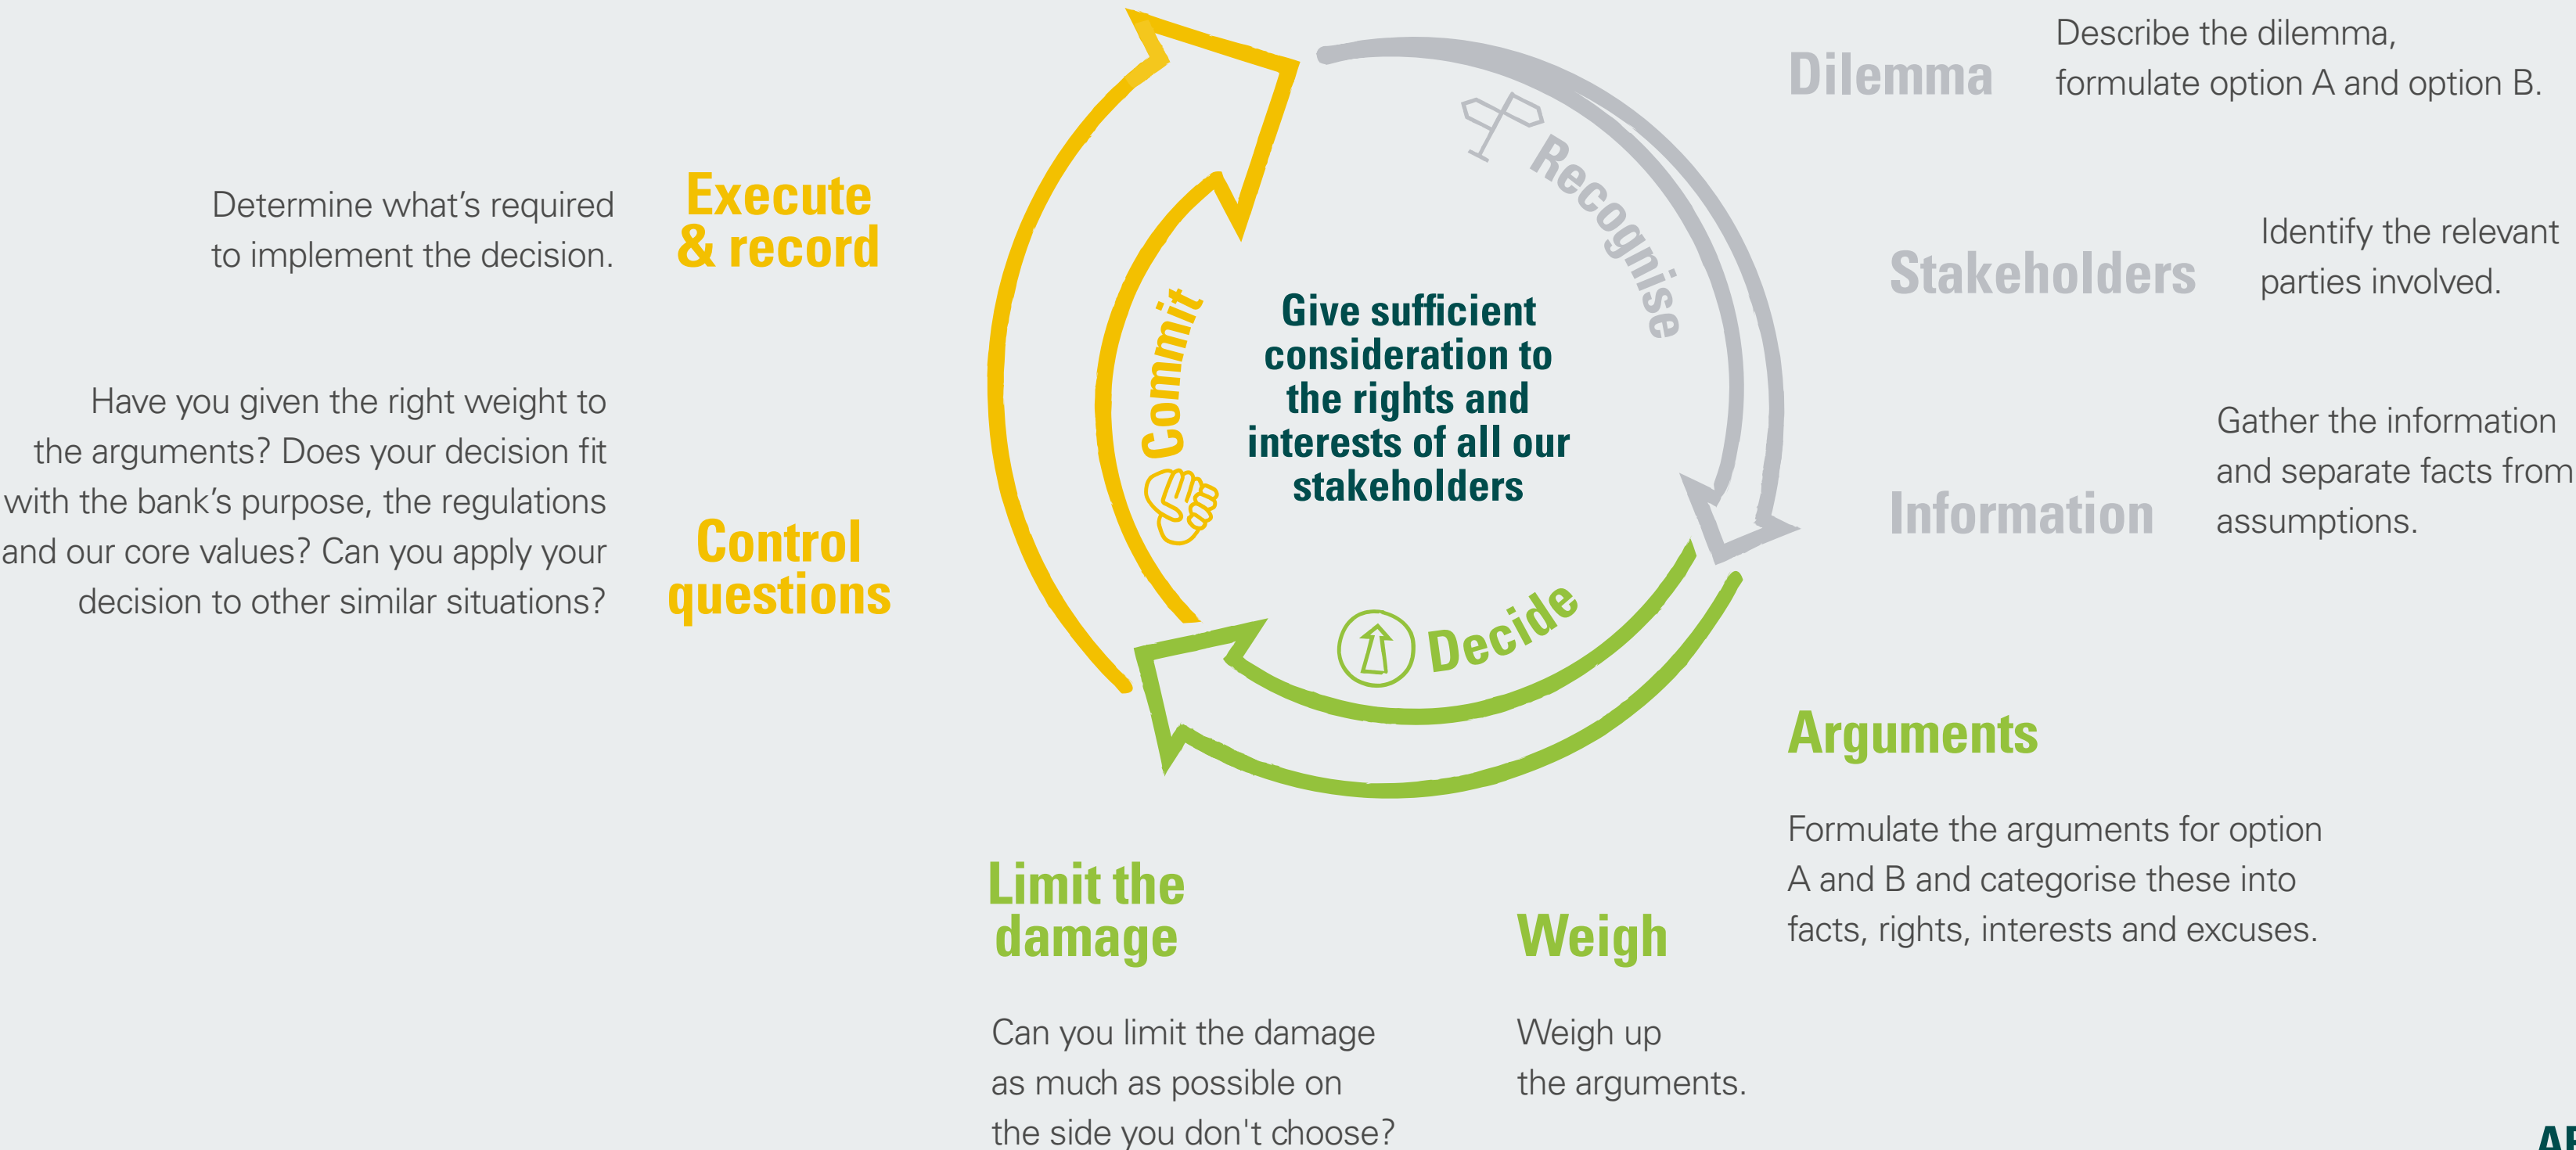 Dilemma
Describe the dilemma,
formulate option A and option B.
Recognise
Stakeholders
Identify the relevant
parties involved.
Information
Gather the information
and separate facts from
assumptions.
Give sufficient
consideration to
the rights and
interests of all our
stakeholders
Decide
Arguments
Formulate the arguments for option
A and B and categorise these into
facts, rights, interests and excuses.
Weigh
Weigh up
the arguments.
Limit the
damage
Can you limit the damage
as much as possible on
the side you don't choose?
Commit
Control
questions
Have you given the right weight to
the arguments? Does your decision fit
with the bank’s purpose, the regulations
and our core values? Can you apply your
decision to other similar situations?
Execute
& record
Determine what’s required
to implement the decision.